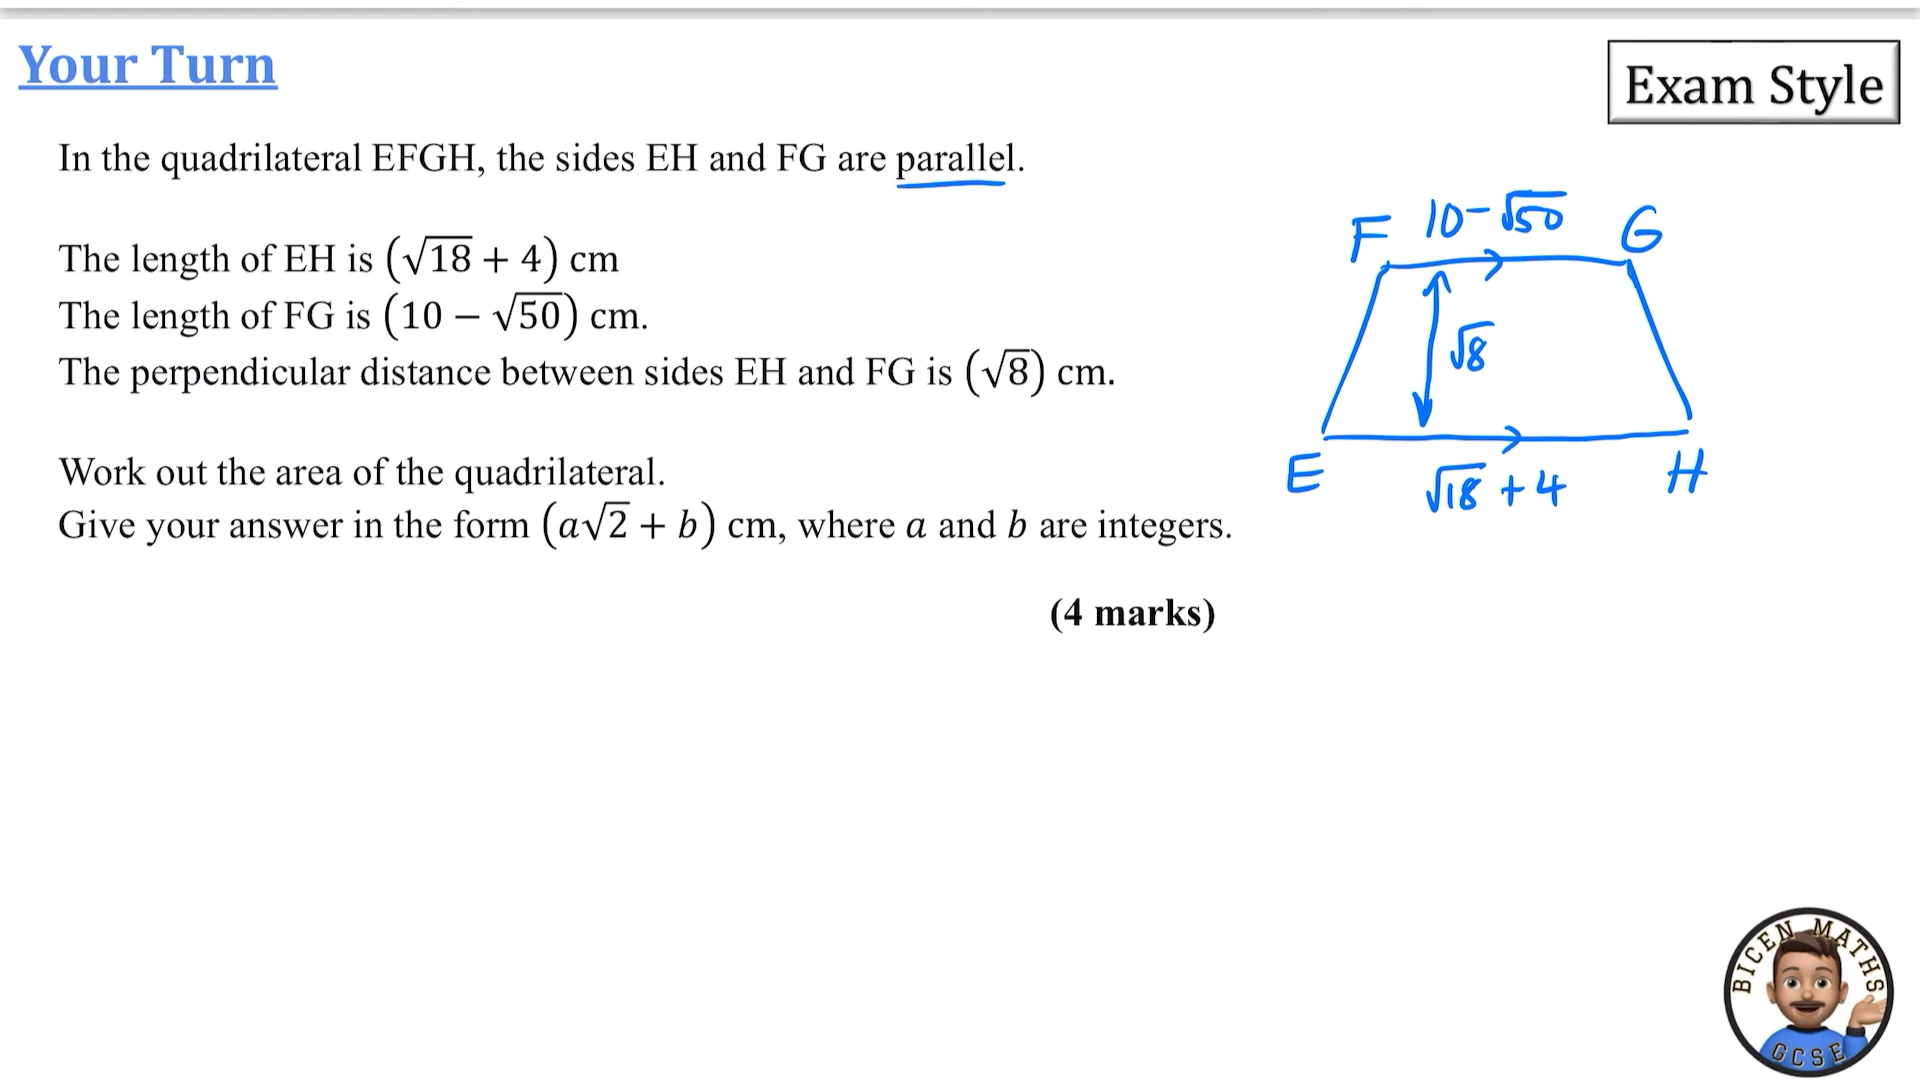 Your Turn
Exam Style
In the quadrilateral EFGH, the sides EH and FG are parallel.
The length of EH is (√18 + 4) cm
The length of FG is (10 − √50) cm.
The perpendicular distance between sides EH and FG is (√8) cm.
Work out the area of the quadrilateral.
Give your answer in the form (a√2 + b) cm, where a and b are integers.
(4 marks)
F 10-√50 G
√8
E √18 + 4 H
BICEN MATHS
GCSE